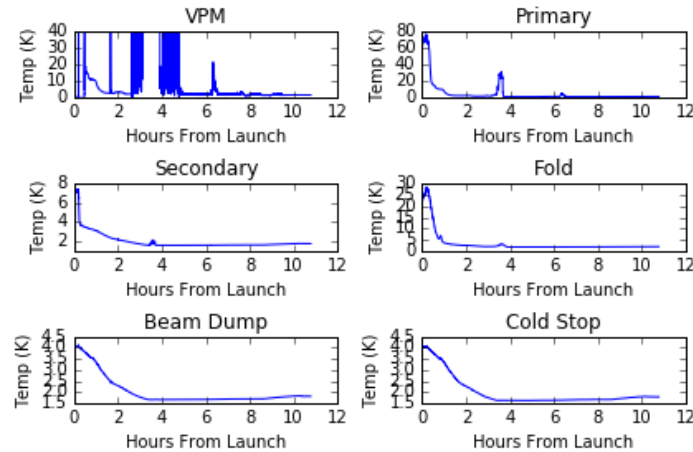 VPM
Primary
40
30
20
10
0
Temp (K)
0 2 4 6 8 10 12
Hours From Launch
80
60
40
20
0
Temp (K)
0 2 4 6 8 10 12
Hours From Launch
Secondary
Fold
8
6
4
2
Temp (K)
0 2 4 6 8 10 12
Hours From Launch
30
25
20
15
10
5
0
Temp (K)
0 2 4 6 8 10 12
Hours From Launch
Beam Dump
Cold Stop
4.5
4.0
3.5
3.0
2.5
2.0
1.5
Temp (K)
0 2 4 6 8 10 12
Hours From Launch
4.5
4.0
3.5
3.0
2.5
2.0
1.5
Temp (K)
0 2 4 6 8 10 12
Hours From Launch